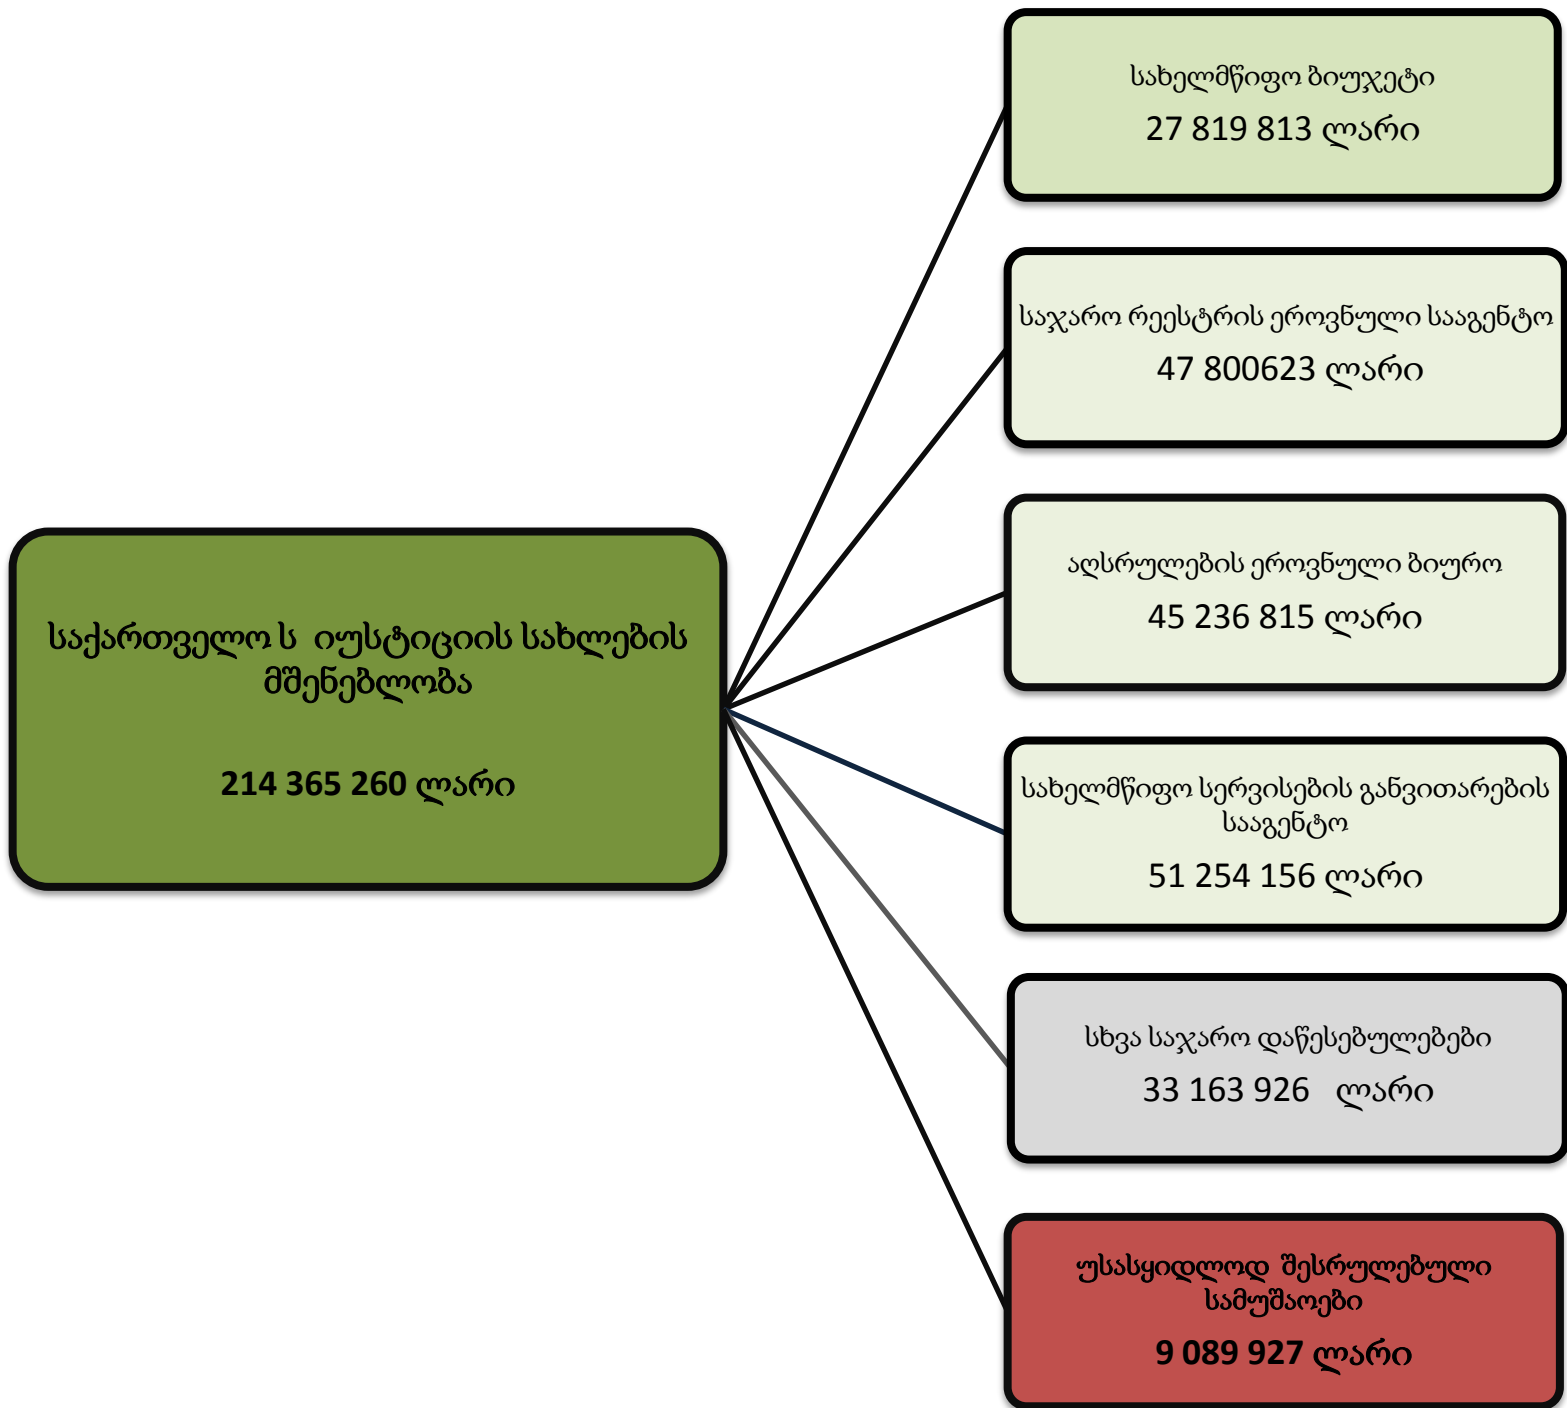 სახელმწიფო ბიუჯეტი
27 819 813 ლარი
საჯარო რეესტრის ეროვნული სააგენტო
47 800623 ლარი
აღსრულების ეროვნული ბიურო
45 236 815 ლარი
საქართველო ს იუსტიციის სახლების
მშენებლობა
214 365 260 ლარი
სახელმწიფო სერვისების განვითარების
სააგენტო
51 254 156 ლარი
სხვა საჯარო დაწესებულებები
33 163 926 ლარი
უსასყიდლოდ შესრულებული
სამუშაოები
9 089 927 ლარი